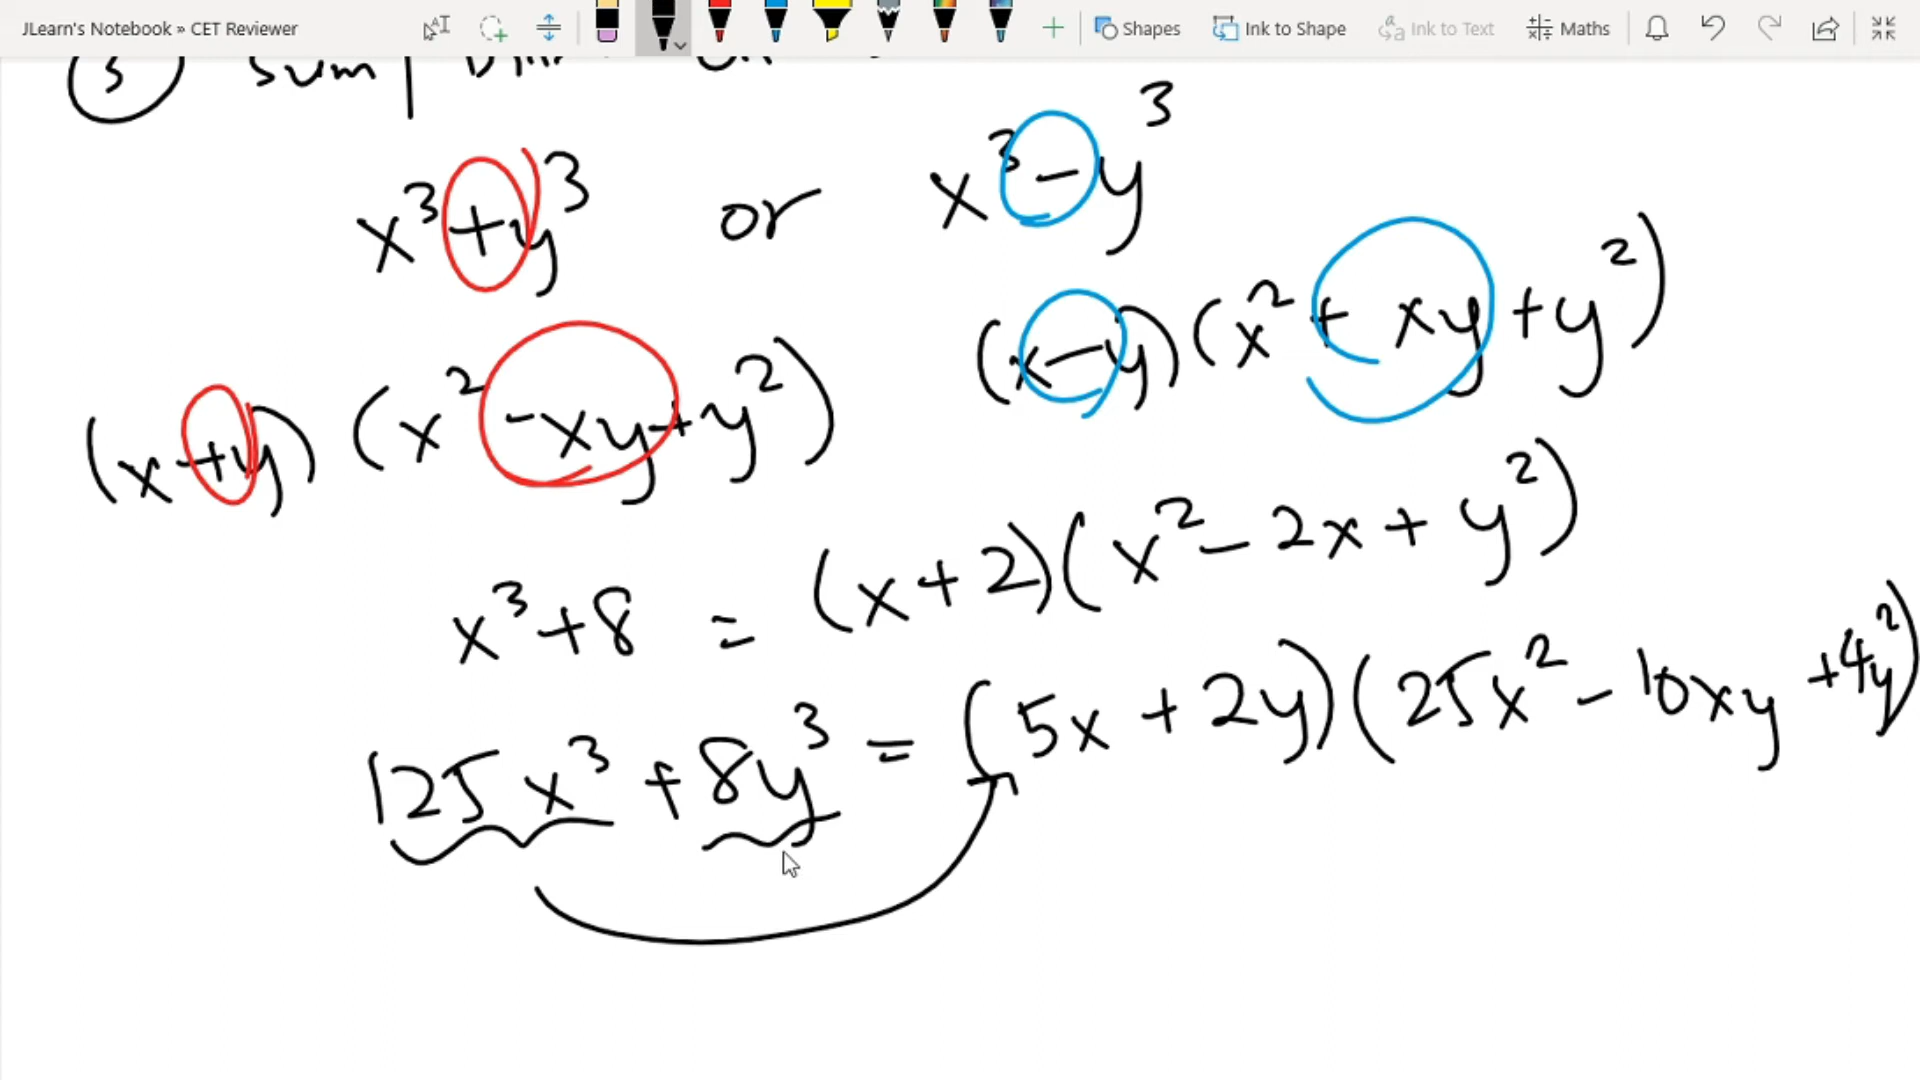 JLearn's Notebook » CET Reviewer
Shapes Ink to Shape Ink to Text Maths
③ Sum/
x³+y³ or x³-y³
(x+y)(x²-xy+y²) (x-y)(x²+xy+y²)
x³+8 = (x+2)(x²-2x+y²)
125x³+8y³ = (5x+2y)(25x²-10xy+4y²)